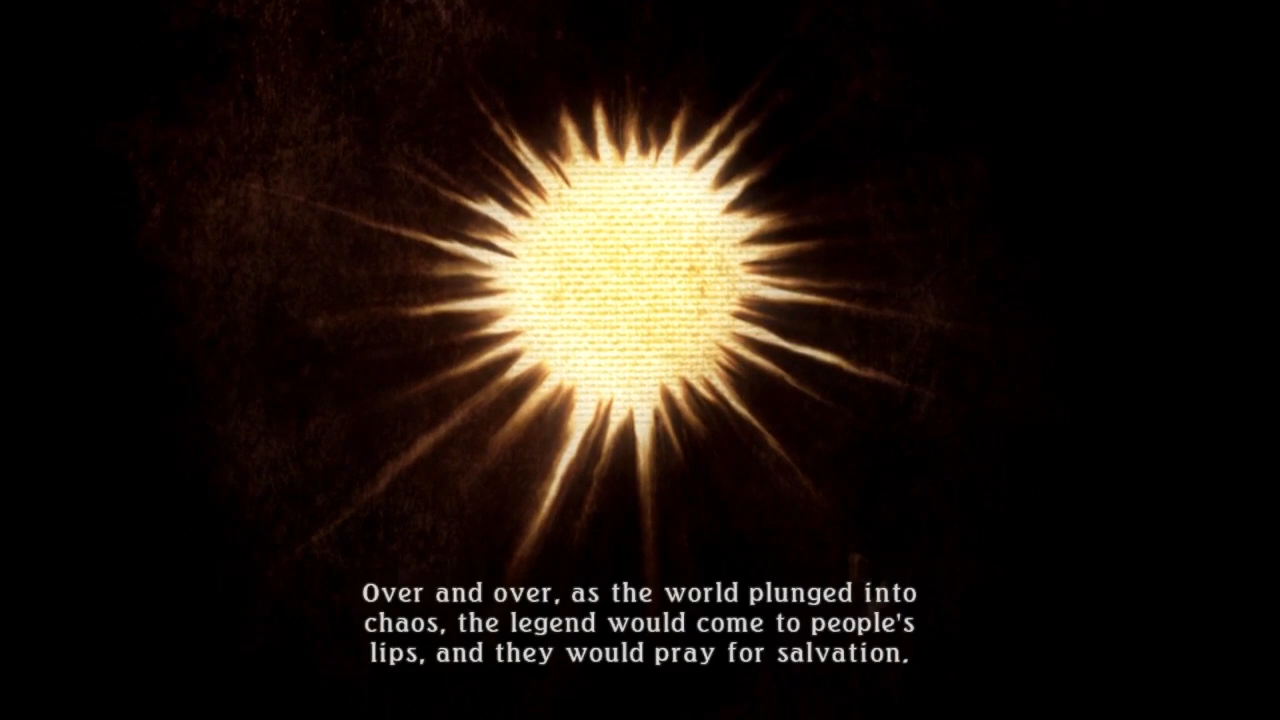 Over and over, as the world plunged into
chaos, the legend would come to people's
lips, and they would pray for salvation.